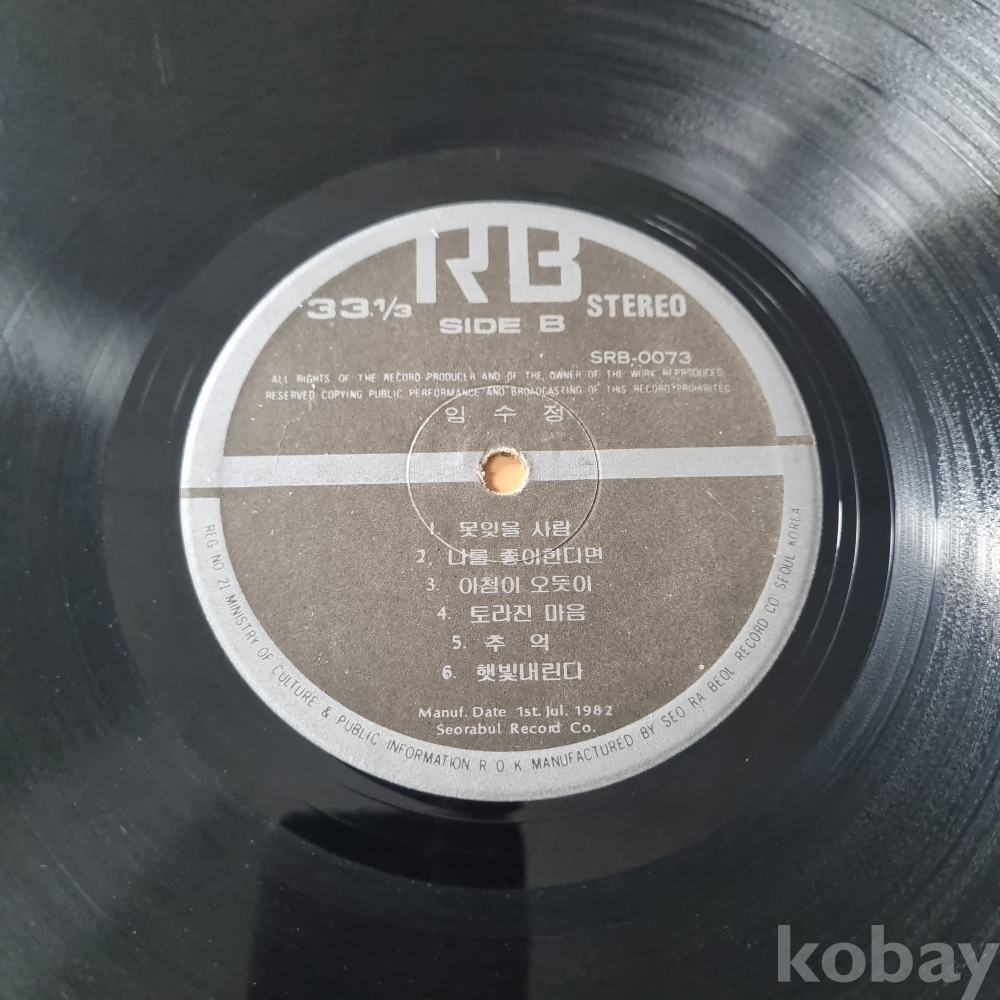 RB
33⅓
SIDE B
STEREO
SRB-0073
ALL RIGHTS OF THE RECORD PRODUCER AND OF THE OWNER OF THE WORK REPRODUCED
RESERVED COPYING PUBLIC PERFORMANCE AND BROADCASTING OF THIS RECORD PROHIBITED
임 수 정
1. 못잊을 사람
2. 나를 좋아한다면
3. 아침이 오듯이
4. 토라진 마음
5. 추 억
6. 햇빛내린다
Manuf. Date 1st. Jul. 1982
Seorabul Record Co.
REG NO 21 MINISTRY OF CULTURE & PUBLIC INFORMATION R O K MANUFACTURED BY SEO RA BEOL RECORD CO SEOUL KOREA
kobay